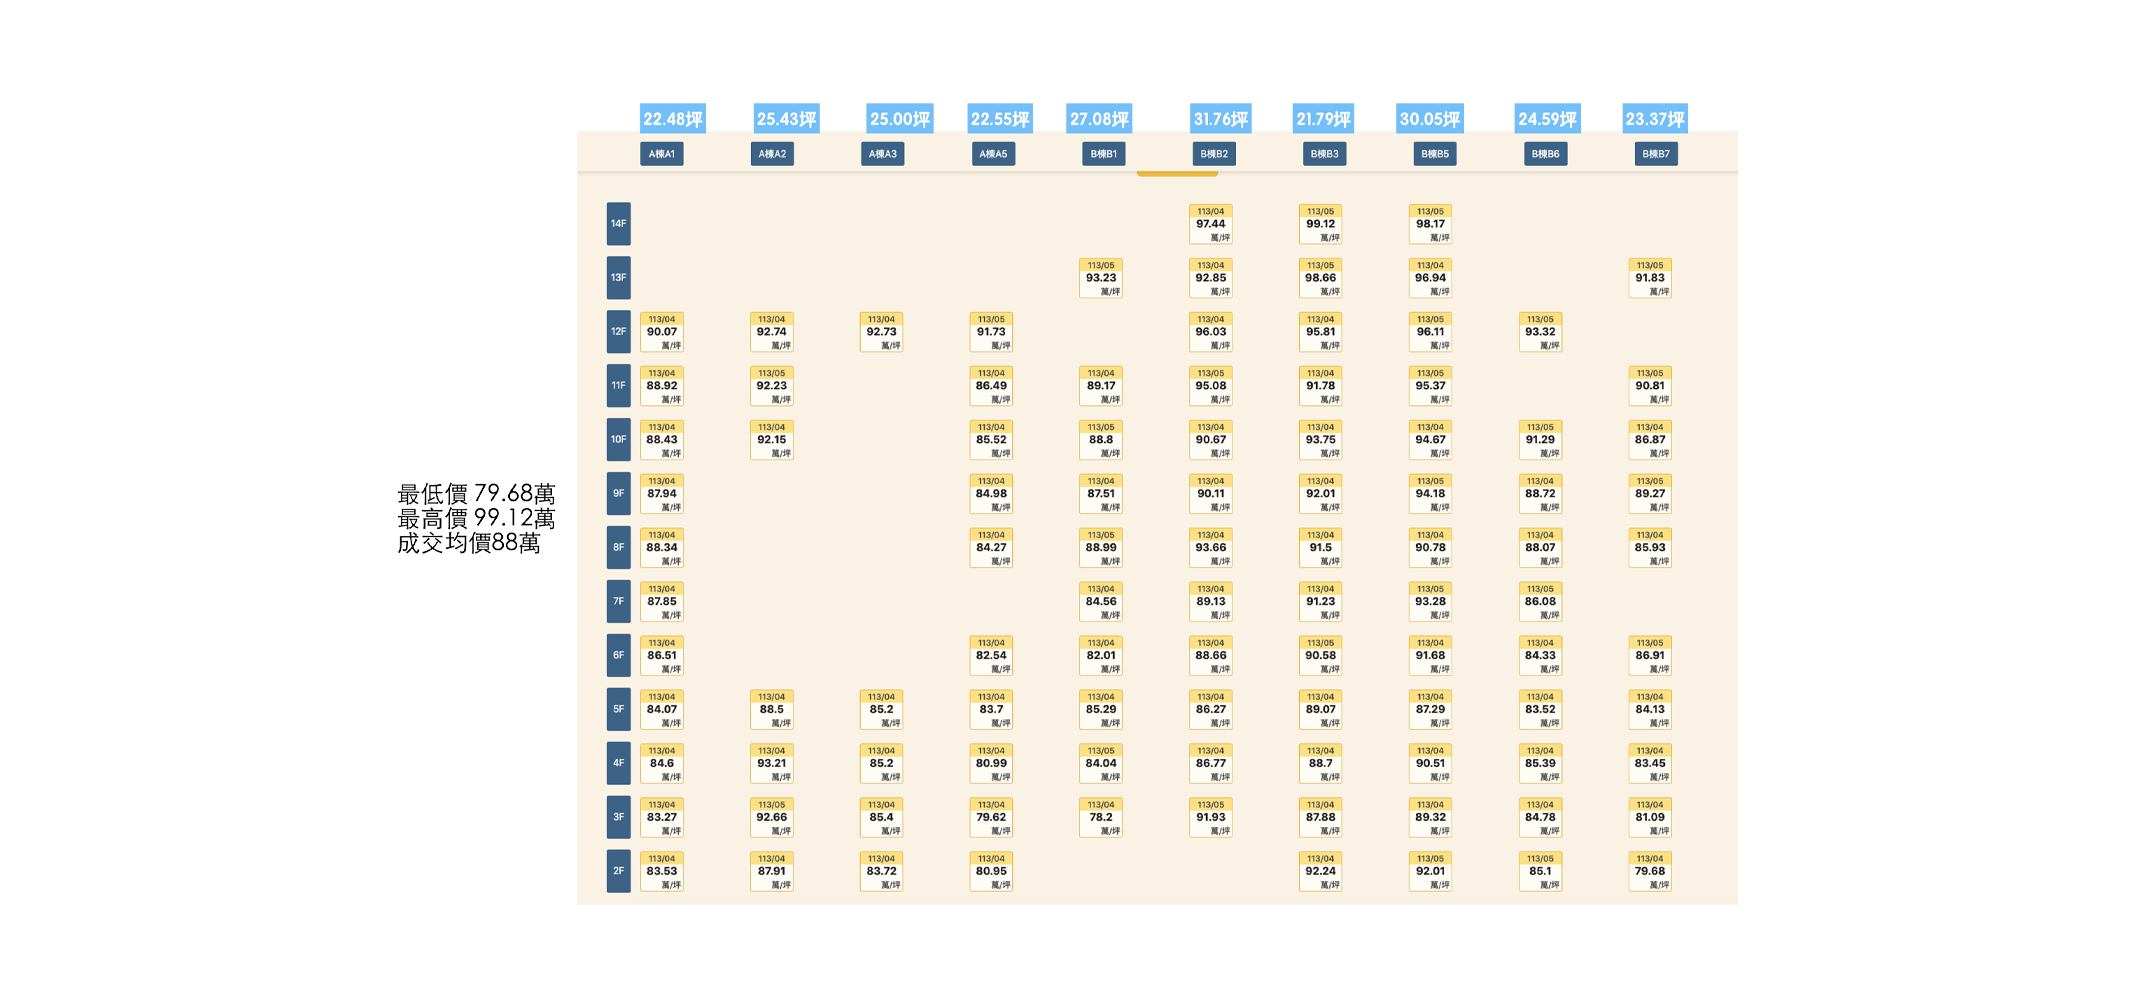 22.48坪 25.43坪 25.00坪 22.55坪 27.08坪 31.76坪 21.79坪 30.05坪 24.59坪 23.37坪
A棟A1 A棟A2 A棟A3 A棟A5 B棟B1 B棟B2 B棟B3 B棟B5 B棟B6 B棟B7
113/04 113/05 113/05
14F 97.44 99.12 98.17
萬/坪 萬/坪 萬/坪
113/05 113/04 113/05 113/04 113/05
13F 93.23 92.85 98.66 96.94 91.83
萬/坪 萬/坪 萬/坪 萬/坪 萬/坪
113/04 113/04 113/04 113/05 113/04 113/04 113/05 113/05
12F 90.07 92.74 92.73 91.73 96.03 95.81 96.11 93.32
萬/坪 萬/坪 萬/坪 萬/坪 萬/坪 萬/坪 萬/坪 萬/坪
113/04 113/05 113/04 113/04 113/05 113/04 113/05 113/05
11F 88.92 92.23 86.49 89.17 95.08 91.78 95.37 90.81
萬/坪 萬/坪 萬/坪 萬/坪 萬/坪 萬/坪 萬/坪 萬/坪
113/04 113/04 113/04 113/05 113/04 113/04 113/04 113/05 113/04
10F 88.43 92.15 85.52 88.8 90.67 93.75 94.67 91.29 86.87
萬/坪 萬/坪 萬/坪 萬/坪 萬/坪 萬/坪 萬/坪 萬/坪 萬/坪
113/04 113/04 113/04 113/04 113/04 113/05 113/04 113/05
9F 87.94 84.98 87.51 90.11 92.01 94.18 88.72 89.27
萬/坪 萬/坪 萬/坪 萬/坪 萬/坪 萬/坪 萬/坪 萬/坪
最低價 79.68萬
最高價 99.12萬
成交均價88萬
113/04 113/04 113/05 113/04 113/04 113/04 113/04 113/04
8F 88.34 84.27 88.99 93.66 91.5 90.78 88.07 85.93
萬/坪 萬/坪 萬/坪 萬/坪 萬/坪 萬/坪 萬/坪 萬/坪
113/04 113/04 113/04 113/04 113/05 113/05
7F 87.85 84.56 89.13 91.23 93.28 86.08
萬/坪 萬/坪 萬/坪 萬/坪 萬/坪 萬/坪
113/04 113/04 113/04 113/04 113/05 113/04 113/04 113/05
6F 86.51 82.54 82.01 88.66 90.58 91.68 84.33 86.91
萬/坪 萬/坪 萬/坪 萬/坪 萬/坪 萬/坪 萬/坪 萬/坪
113/04 113/04 113/04 113/04 113/04 113/04 113/04 113/04 113/04 113/04
5F 84.07 88.5 85.2 83.7 85.29 86.27 89.07 87.29 83.52 84.13
萬/坪 萬/坪 萬/坪 萬/坪 萬/坪 萬/坪 萬/坪 萬/坪 萬/坪 萬/坪
113/04 113/04 113/04 113/04 113/05 113/04 113/04 113/04 113/04 113/04
4F 84.6 93.21 85.2 80.99 84.04 86.77 88.7 90.51 85.39 83.45
萬/坪 萬/坪 萬/坪 萬/坪 萬/坪 萬/坪 萬/坪 萬/坪 萬/坪 萬/坪
113/04 113/05 113/04 113/04 113/04 113/05 113/04 113/04 113/04 113/04
3F 83.27 92.66 85.4 79.62 78.2 91.93 87.88 89.32 84.78 81.09
萬/坪 萬/坪 萬/坪 萬/坪 萬/坪 萬/坪 萬/坪 萬/坪 萬/坪 萬/坪
113/04 113/04 113/04 113/04 113/04 113/05 113/05 113/04
2F 83.53 87.91 83.72 80.95 92.24 92.01 85.1 79.68
萬/坪 萬/坪 萬/坪 萬/坪 萬/坪 萬/坪 萬/坪 萬/坪